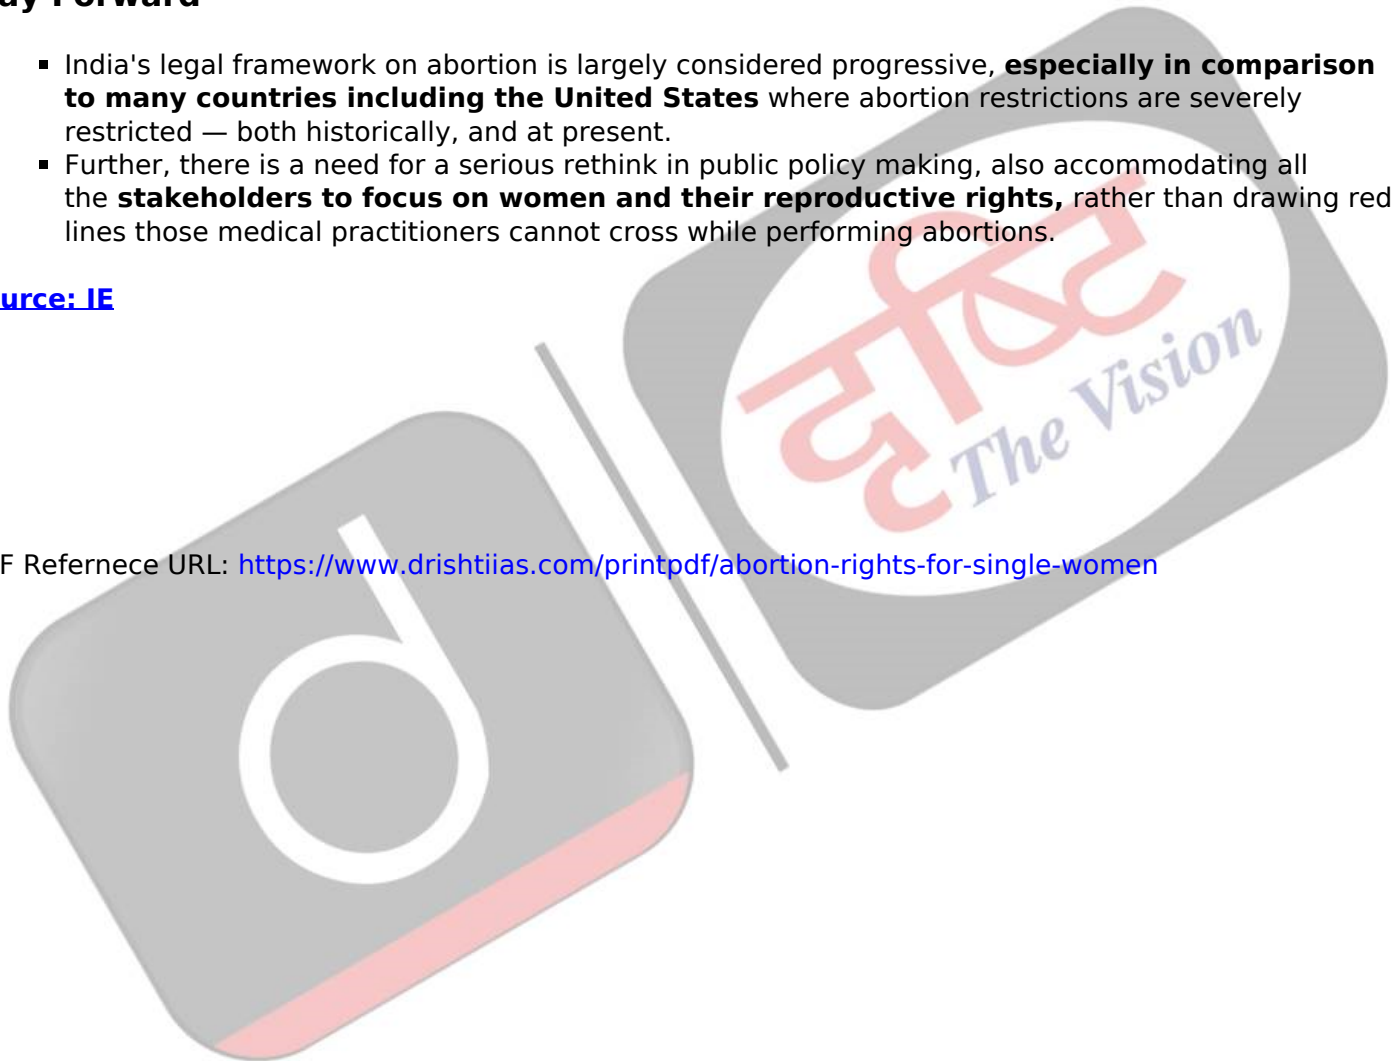 ay Forward
▪ India's legal framework on abortion is largely considered progressive, especially in comparison
to many countries including the United States where abortion restrictions are severely
restricted — both historically, and at present.
▪ Further, there is a need for a serious rethink in public policy making, also accommodating all
the stakeholders to focus on women and their reproductive rights, rather than drawing red
lines those medical practitioners cannot cross while performing abortions.
urce: IE
दृष्टि
The Vision
d
F Refernece URL: https://www.drishtiias.com/printpdf/abortion-rights-for-single-women